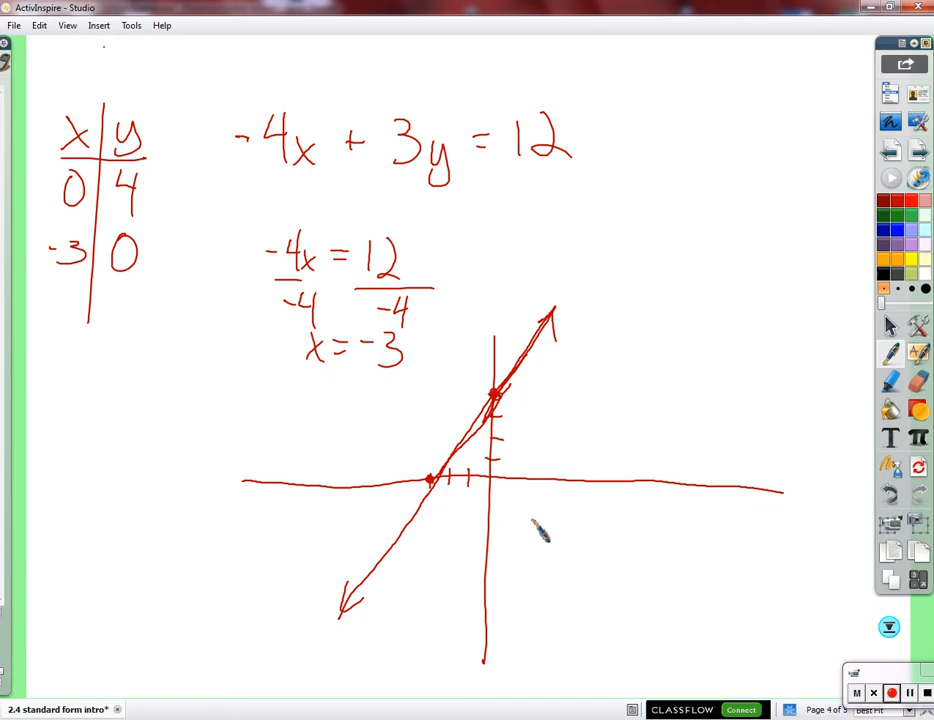 ActivInspire - Studio
File Edit View Insert Tools Help
x y
0 4
-3 0
-4x + 3y = 12
-4x = 12
-4 -4
x = -3
T π
M
2.4 standard form intro*
CLASSFLOW Connect
Page 4 of 5
Best Fit